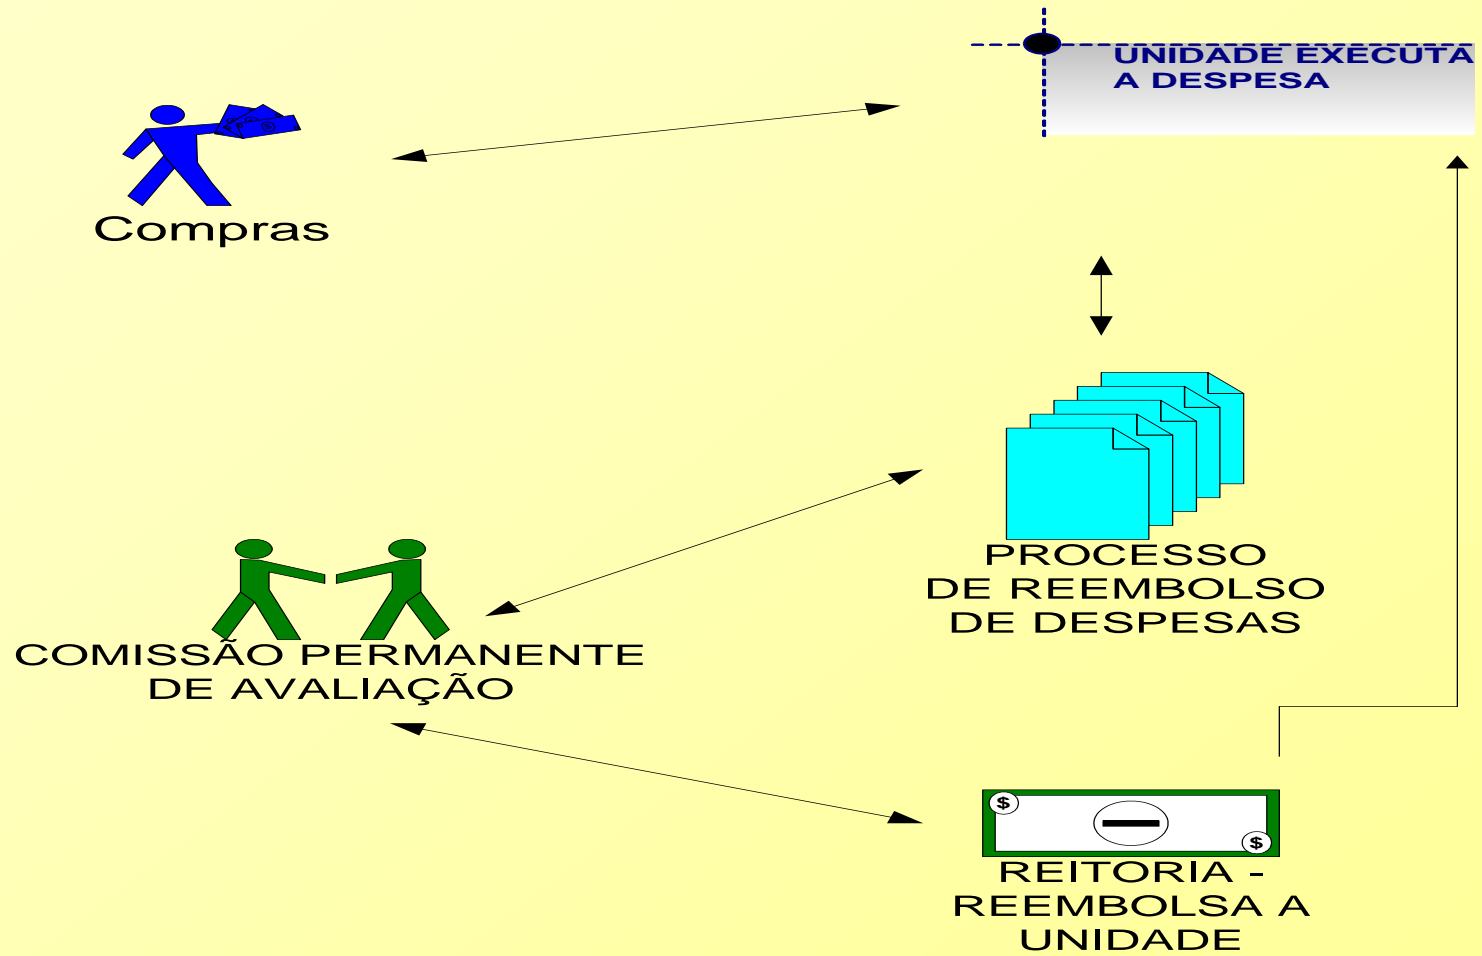 UNIDADE EXECUTA
A DESPESA
Compras
PROCESSO
DE REEMBOLSO
DE DESPESAS
COMISSÃO PERMANENTE
DE AVALIAÇÃO
$
$
REITORIA -
REEMBOLSA A
UNIDADE